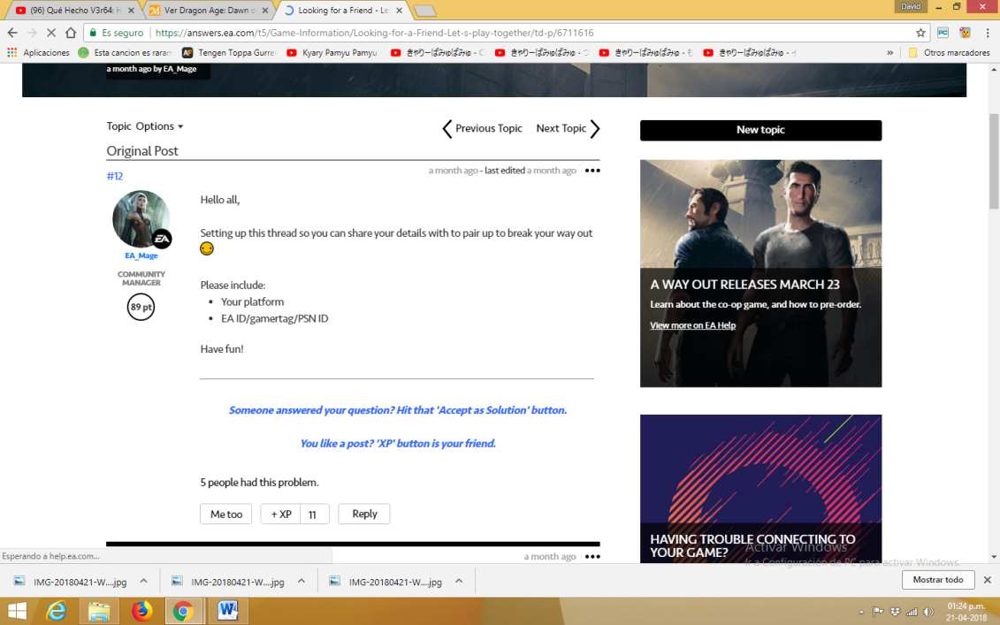 (96) Qué Hecho V3r64: H
Ver Dragon Age: Dawn o
Looking for a Friend - Le
David
Es seguro
https://answers.ea.com/t5/Game-Information/Looking-for-a-Friend-Let-s-play-together/td-p/6711616
Aplicaciones
Esta cancion es raram
Tengen Toppa Gurre
Kyary Pamyu Pamyu
きゃりーぱみゅぱみゅ - C
きゃりーぱみゅぱみゅ - つ
きゃりーぱみゅぱみゅ - も
きゃりーぱみゅぱみゅ - イ
»
Otros marcadores
a month ago by EA_Mage
Topic Options
Previous Topic
Next Topic
Original Post
#12
a month ago - last edited a month ago
Hello all,
Setting up this thread so you can share your details with to pair up to break your way out
EA
EA_Mage
COMMUNITY
MANAGER
89 pt
Please include:
• Your platform
• EA ID/gamertag/PSN ID
Have fun!
Someone answered your question? Hit that 'Accept as Solution' button.
You like a post? 'XP' button is your friend.
5 people had this problem.
Me too
+ XP
11
Reply
a month ago
New topic
A WAY OUT RELEASES MARCH 23
Learn about the co-op game, and how to pre-order.
View more on EA Help
HAVING TROUBLE CONNECTING TO
YOUR GAME?
Activar Windows
Ir a Configuración de PC para activar Windows.
Esperando a help.ea.com...
IMG-20180421-W....jpg
IMG-20180421-W....jpg
IMG-20180421-W....jpg
Mostrar todo
01:24 p.m.
21-04-2018